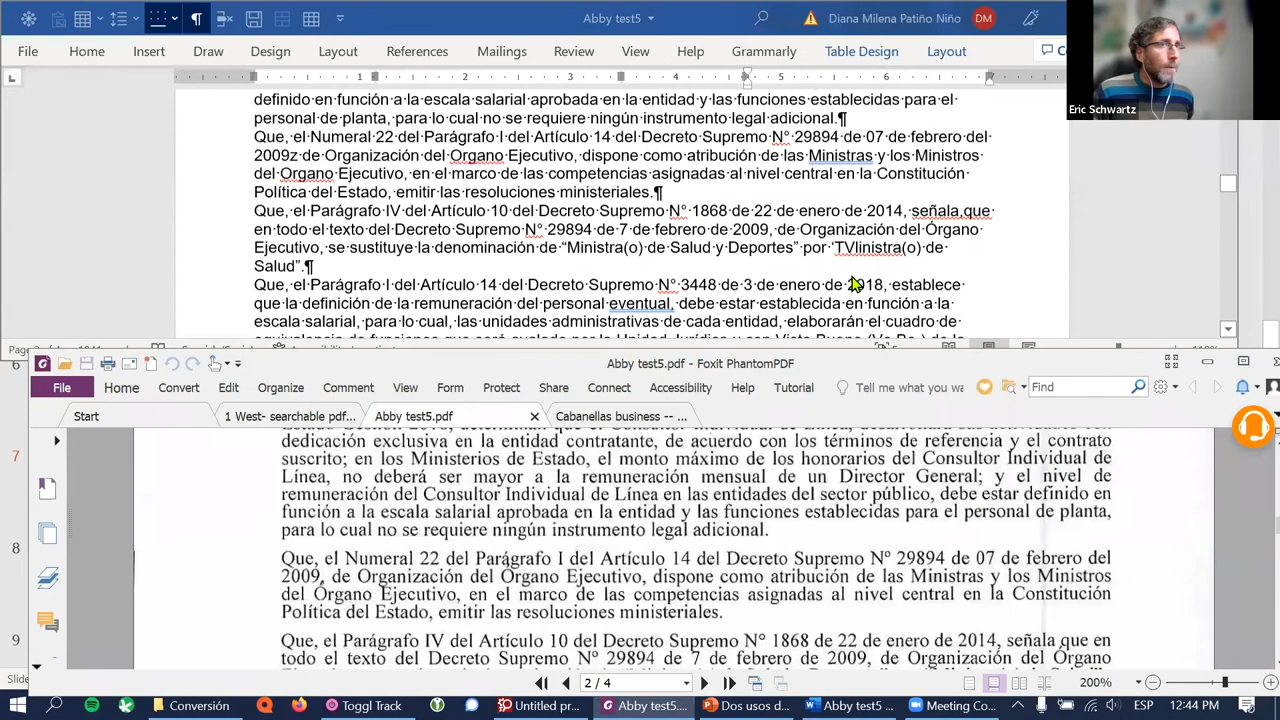 Abby test5
Diana Milena Patiño Niño
DM
File Home Insert Draw Design Layout References Mailings Review View Help Grammarly Table Design Layout
1 1 2 3 4 5 6
definido·en·función·a·la·escala·salarial·aprobada·en·la·entidad·y·las·funciones·establecidas·para·el·
personal·de·planta,·para·lo·cual·no·se·requiere·ningún·instrumento·legal·adicional.¶
Que,·el·Numeral·22·del·Parágrafo·I·del·Artículo·14·del·Decreto·Supremo·N°·29894·de·07·de·febrero·del·
2009z·de·Organización·del·Organo·Ejecutivo,·dispone·como·atribución·de·las·Ministras·y·los·Ministros·
del·Organo·Ejecutivo,·en·el·marco·de·las·competencias·asignadas·al·nivel·central·en·la·Constitución·
Política·del·Estado,·emitir·las·resoluciones·ministeriales.¶
Que,·el·Parágrafo·IV·del·Artículo·10·del·Decreto·Supremo·N°·1868·de·22·de·enero·de·2014,·señala,que·
en·todo·el·texto·del·Decreto·Supremo·N°·29894·de·7·de·febrero·de·2009,·de·Organización·del·Órgano·
Ejecutivo,·se·sustituye·la·denominación·de·“Ministra(o)·de·Salud·y·Deportes”·por·‘TVlinistra(o)·de·
Salud”.¶
Que,·el·Parágrafo·I·del·Artículo·14·del·Decreto·Supremo·N°·3448·de·3·de·enero·de·2018,·establece·
que·la·definición·de·la·remuneración·del·personal·eventual,·debe·estar·establecida·en·función·a·la·
escala·salarial,·para·lo·cual,·las·unidades·administrativas·de·cada·entidad,·elaborarán·el·cuadro·de·
Eric Schwartz
Abby test5.pdf - Foxit PhantomPDF
File Home Convert Edit Organize Comment View Form Protect Share Connect Accessibility Help Tutorial Tell me what you wa Find
Start 1 West- searchable pdf... Abby test5.pdf Cabanellas business -- ...
dedicación exclusiva en la entidad contratante, de acuerdo con los términos de referencia y el contrato
suscrito; en los Ministerios de Estado, el monto máximo de los honorarios del Consultor Individual de
Línea, no deberá ser mayor a la remuneración mensual de un Director General; y el nivel de
remuneración del Consultor Individual de Línea en las entidades del sector público, debe estar definido en
función a la escala salarial aprobada en la entidad y las funciones establecidas para el personal de planta,
para lo cual no se requiere ningún instrumento legal adicional.
Que, el Numeral 22 del Parágrafo I del Artículo 14 del Decreto Supremo Nº 29894 de 07 de febrero del
2009, de Organización del Órgano Ejecutivo, dispone como atribución de las Ministras y los Ministros
del Órgano Ejecutivo, en el marco de las competencias asignadas al nivel central en la Constitución
Política del Estado, emitir las resoluciones ministeriales.
Que, el Parágrafo IV del Artículo 10 del Decreto Supremo N° 1868 de 22 de enero de 2014, señala que en
todo el texto del Decreto Supremo N° 29894 de 7 de febrero de 2009, de Organización del Órgano
6
7
8
9
Slide
2 / 4
200%
Conversión Toggl Track Untitled pr... Abby test5... Dos usos d... Abby test5... Meeting Co... ESP 12:44 PM